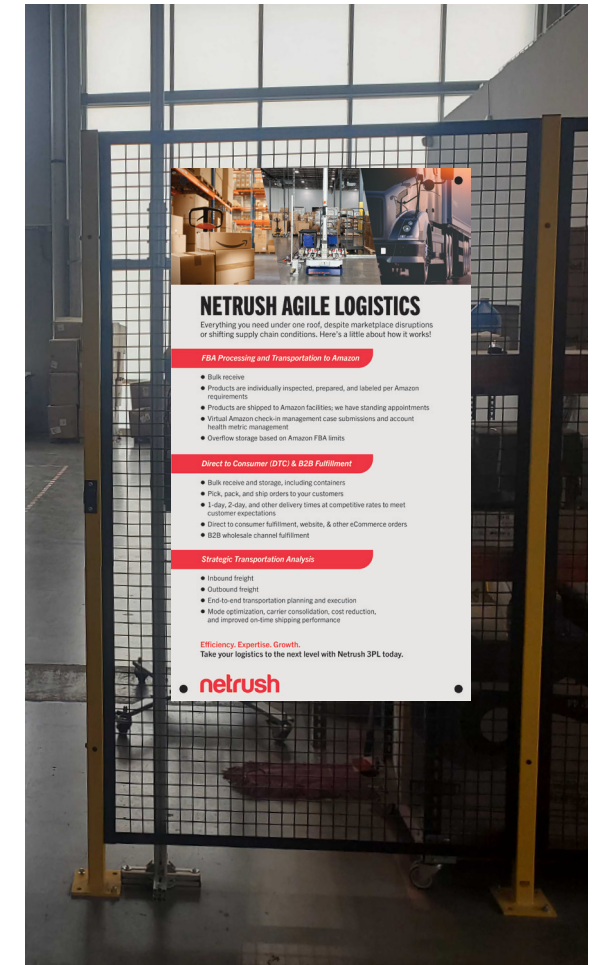 NETRUSH AGILE LOGISTICS
Everything you need under one roof, despite marketplace disruptions
or shifting supply chain conditions. Here's a little about how it works!
FBA Processing and Transportation to Amazon
● Bulk receive
● Products are individually inspected, prepared, and labeled per Amazon
requirements
● Products are shipped to Amazon facilities; we have standing appointments
● Virtual Amazon check-in management case submissions and account
health metric management
● Overflow storage based on Amazon FBA limits
Direct to Consumer (DTC) & B2B Fulfillment
● Bulk receive and storage, including containers
● Pick, pack, and ship orders to your customers
● 1-day, 2-day, and other delivery times at competitive rates to meet
customer expectations
● Direct to consumer fulfillment, website, & other eCommerce orders
● B2B wholesale channel fulfillment
Strategic Transportation Analysis
● Inbound freight
● Outbound freight
● End-to-end transportation planning and execution
● Mode optimization, carrier consolidation, cost reduction,
and improved on-time shipping performance
Efficiency. Expertise. Growth.
Take your logistics to the next level with Netrush 3PL today.
netrush